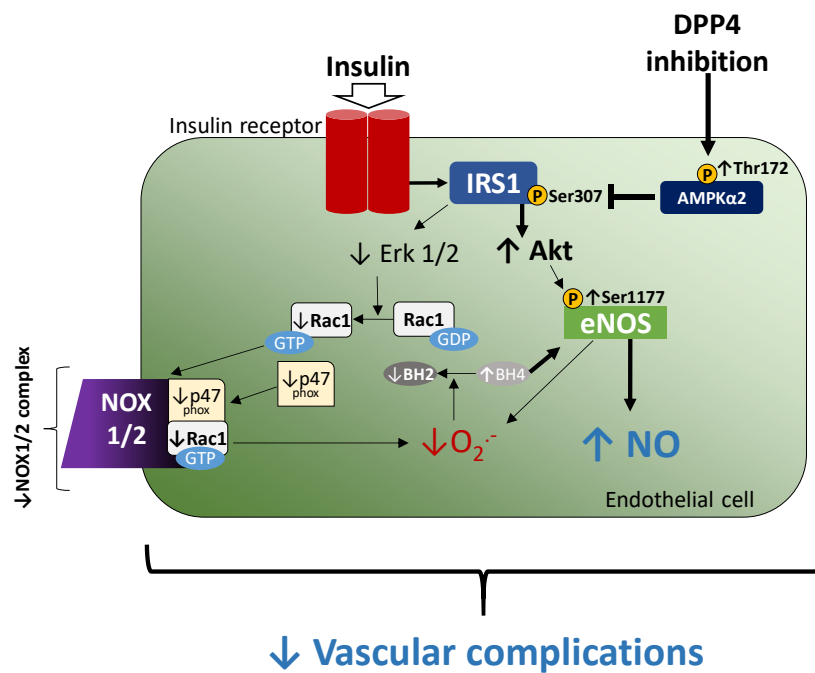 DPP4
inhibition
Insulin
Insulin receptor
P ↑Thr172
AMPKα2
IRS1
P Ser307
↓ Erk 1/2
↑ Akt
P ↑Ser1177
eNOS
↓Rac1
GTP
Rac1
GDP
↓BH2
↑BH4
↓p47
phox
NOX
1/2
↓p47
phox
↓Rac1
GTP
↓NOX1/2 complex
↓O₂·⁻
↑ NO
Endothelial cell
↓ Vascular complications